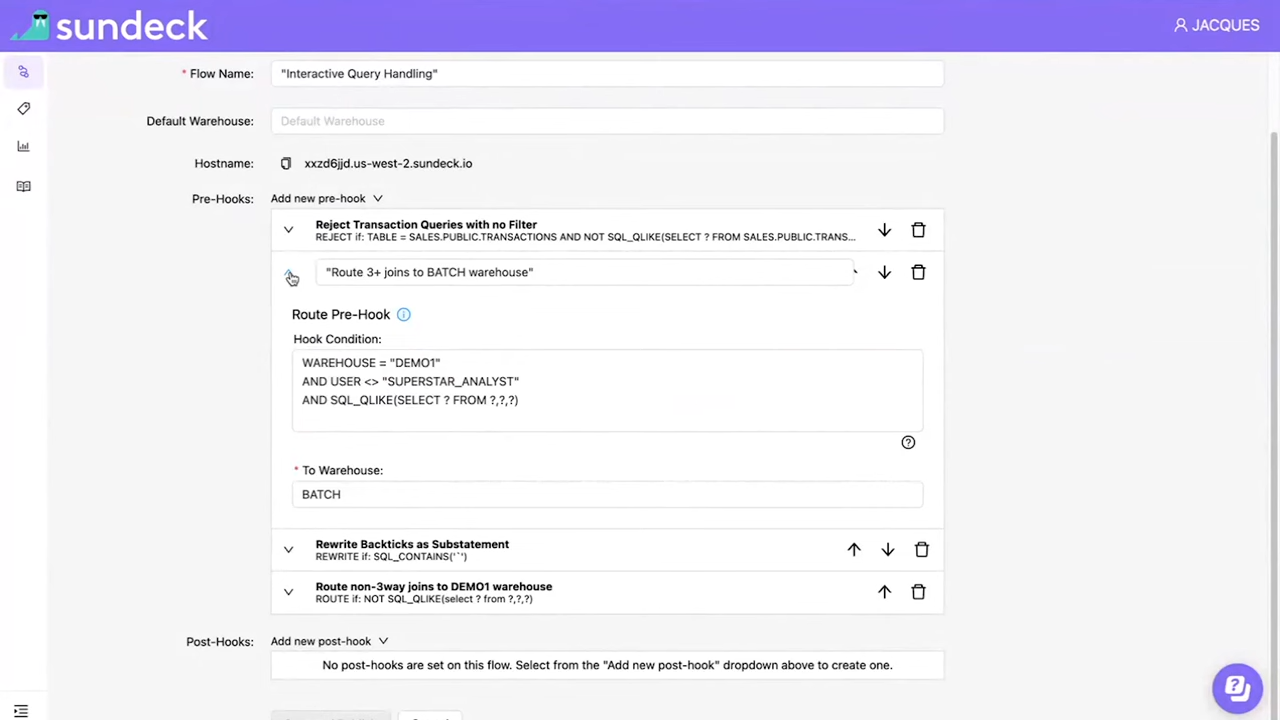 sundeck
JACQUES
* Flow Name:
"Interactive Query Handling"
Default Warehouse:
Default Warehouse
Hostname:
xxzd6jjd.us-west-2.sundeck.io
Pre-Hooks:
Add new pre-hook
Reject Transaction Queries with no Filter
REJECT if: TABLE = SALES.PUBLIC.TRANSACTIONS AND NOT SQL_QLIKE(SELECT ? FROM SALES.PUBLIC.TRANS...
"Route 3+ joins to BATCH warehouse"
Route Pre-Hook
Hook Condition:
WAREHOUSE = "DEMO1"
AND USER <> "SUPERSTAR_ANALYST"
AND SQL_QLIKE(SELECT ? FROM ?,?,?)
* To Warehouse:
BATCH
Rewrite Backticks as Substatement
REWRITE if: SQL_CONTAINS('`')
Route non-3way joins to DEMO1 warehouse
ROUTE if: NOT SQL_QLIKE(select ? from ?,?,?)
Post-Hooks:
Add new post-hook
No post-hooks are set on this flow. Select from the "Add new post-hook" dropdown above to create one.